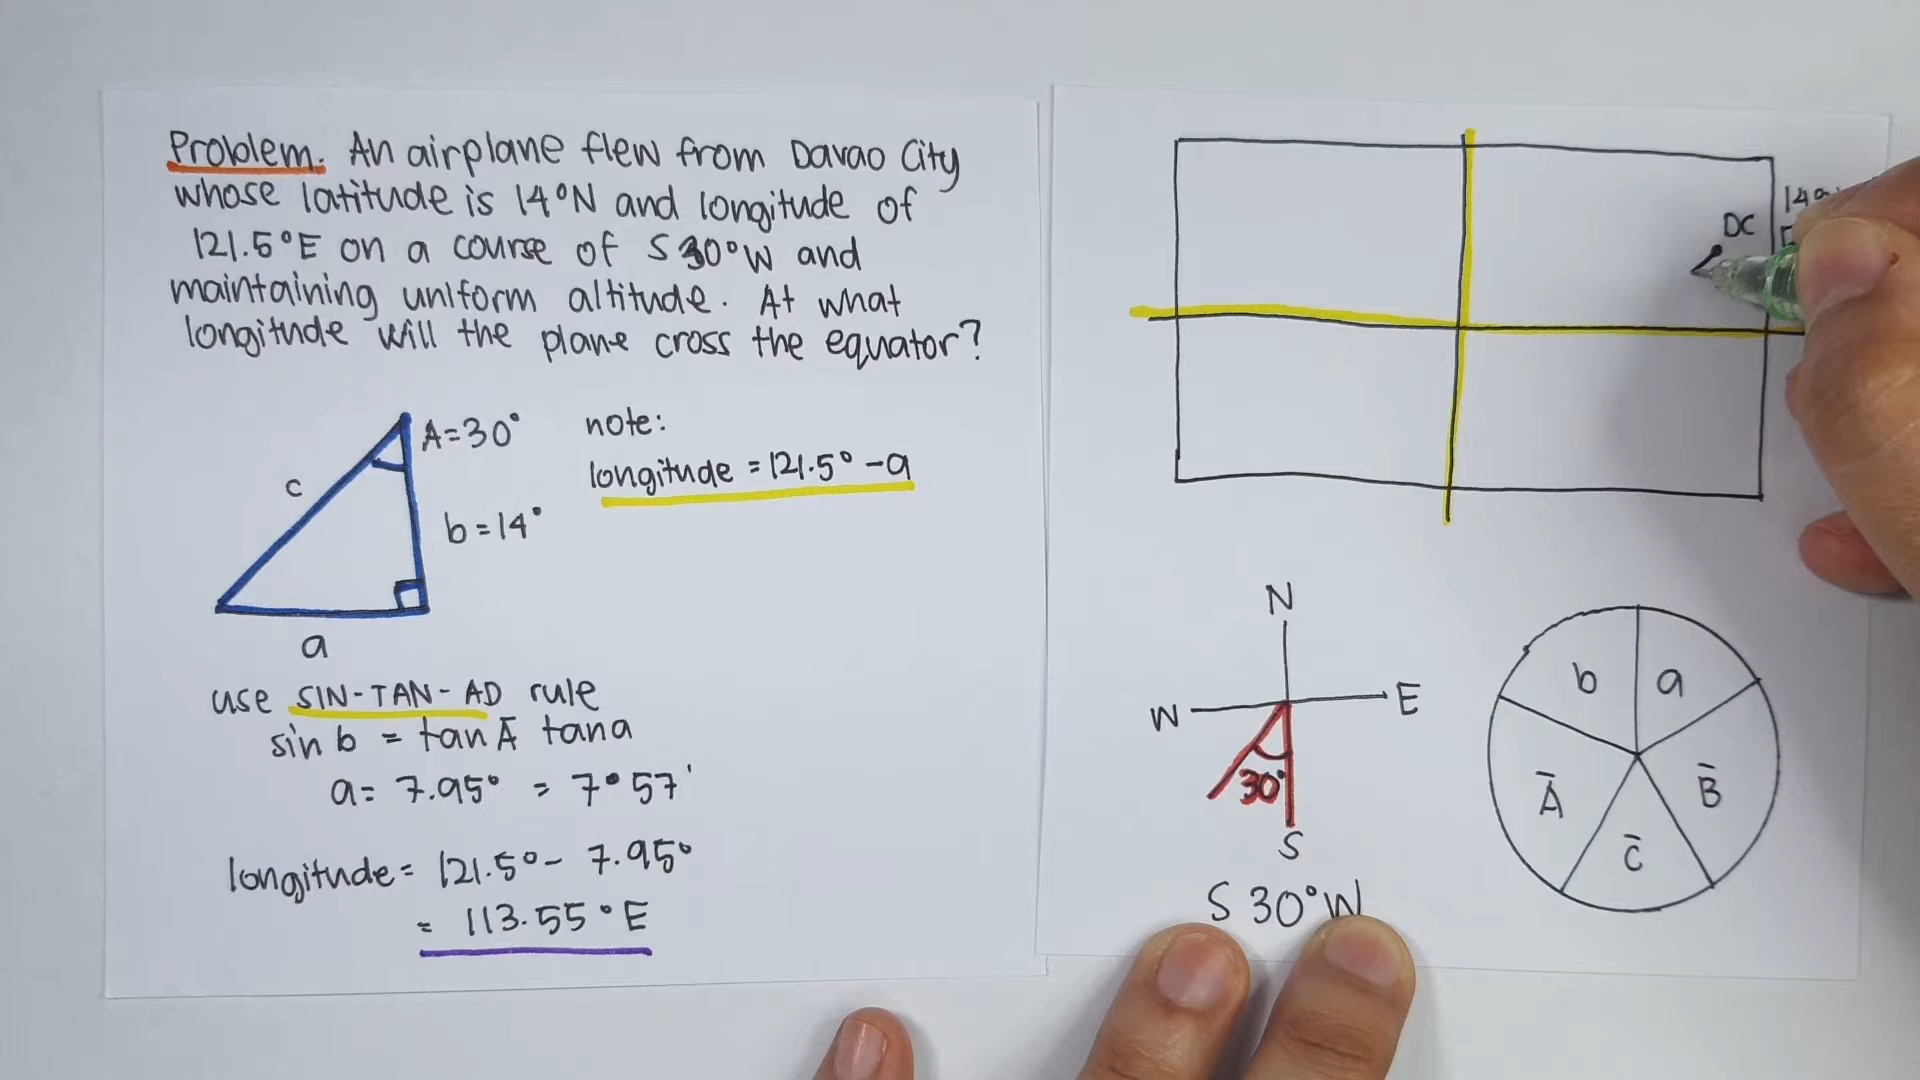 Problem. An airplane flew from Davao City
whose latitude is 14°N and longitude of
121.5°E on a course of S 30°W and
maintaining uniform altitude. At what
longitude will the plane cross the equator?
A=30°
c
b=14°
a
note:
longitude = 121.5° - a
use SIN-TAN-AD rule
sin b = tan A̅ tan a
a= 7.95° = 7°57'
longitude = 121.5° - 7.95°
= 113.55°E
DC
N
W
E
30°
S
S 30°W
b
a
A̅
B̅
c̅